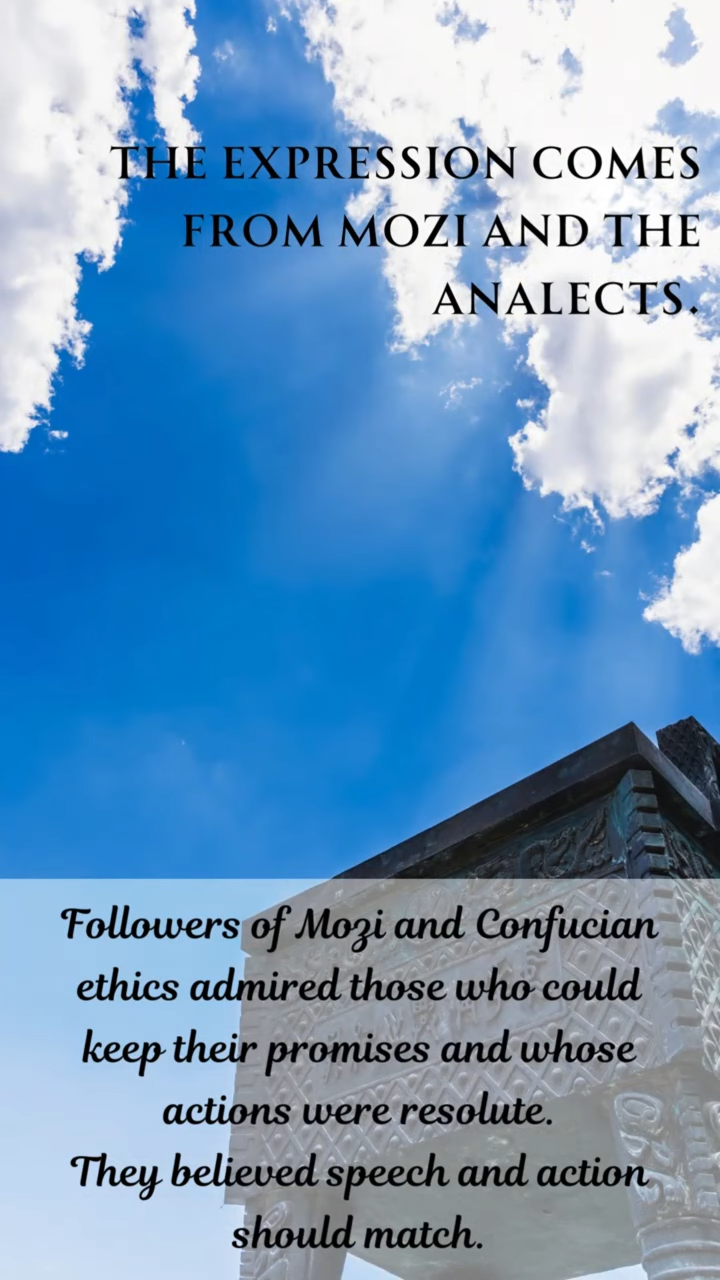 THE EXPRESSION COMES
FROM MOZI AND THE
ANALECTS.
Followers of Mozi and Confucian
ethics admired those who could
keep their promises and whose
actions were resolute.
They believed speech and action
should match.